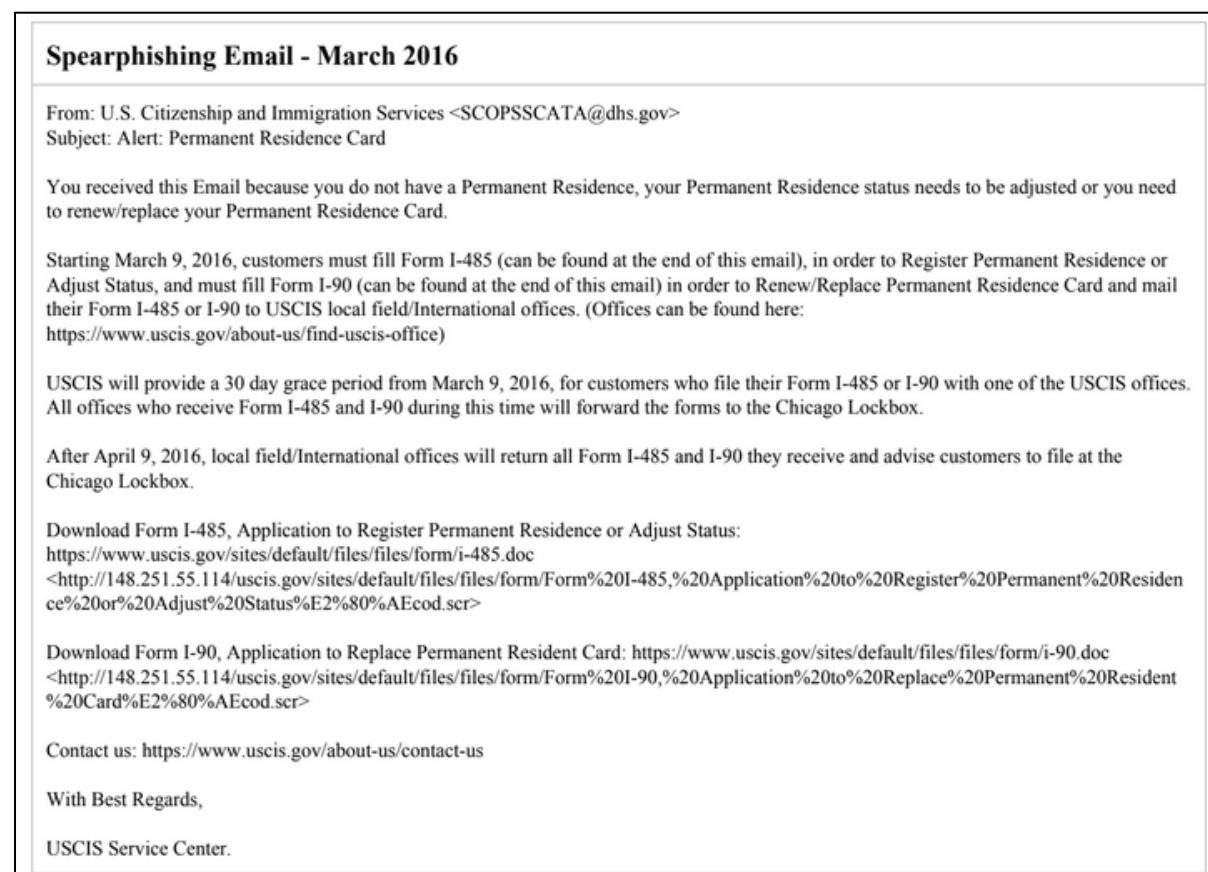 Spearphishing Email - March 2016
From: U.S. Citizenship and Immigration Services <SCOPSSCATA@dhs.gov>
Subject: Alert: Permanent Residence Card
You received this Email because you do not have a Permanent Residence, your Permanent Residence status needs to be adjusted or you need
to renew/replace your Permanent Residence Card.
Starting March 9, 2016, customers must fill Form I-485 (can be found at the end of this email), in order to Register Permanent Residence or
Adjust Status, and must fill Form I-90 (can be found at the end of this email) in order to Renew/Replace Permanent Residence Card and mail
their Form I-485 or I-90 to USCIS local field/International offices. (Offices can be found here:
https://www.uscis.gov/about-us/find-uscis-office)
USCIS will provide a 30 day grace period from March 9, 2016, for customers who file their Form I-485 or I-90 with one of the USCIS offices.
All offices who receive Form I-485 and I-90 during this time will forward the forms to the Chicago Lockbox.
After April 9, 2016, local field/International offices will return all Form I-485 and I-90 they receive and advise customers to file at the
Chicago Lockbox.
Download Form I-485, Application to Register Permanent Residence or Adjust Status:
https://www.uscis.gov/sites/default/files/files/form/i-485.doc
<http://148.251.55.114/uscis.gov/sites/default/files/files/form/Form%20I-485,%20Application%20to%20Register%20Permanent%20Residen
ce%20or%20Adjust%20Status%E2%80%AEcod.scr>
Download Form I-90, Application to Replace Permanent Resident Card: https://www.uscis.gov/sites/default/files/files/form/i-90.doc
<http://148.251.55.114/uscis.gov/sites/default/files/files/form/Form%20I-90,%20Application%20to%20Replace%20Permanent%20Resident
%20Card%E2%80%AEcod.scr>
Contact us: https://www.uscis.gov/about-us/contact-us
With Best Regards,
USCIS Service Center.